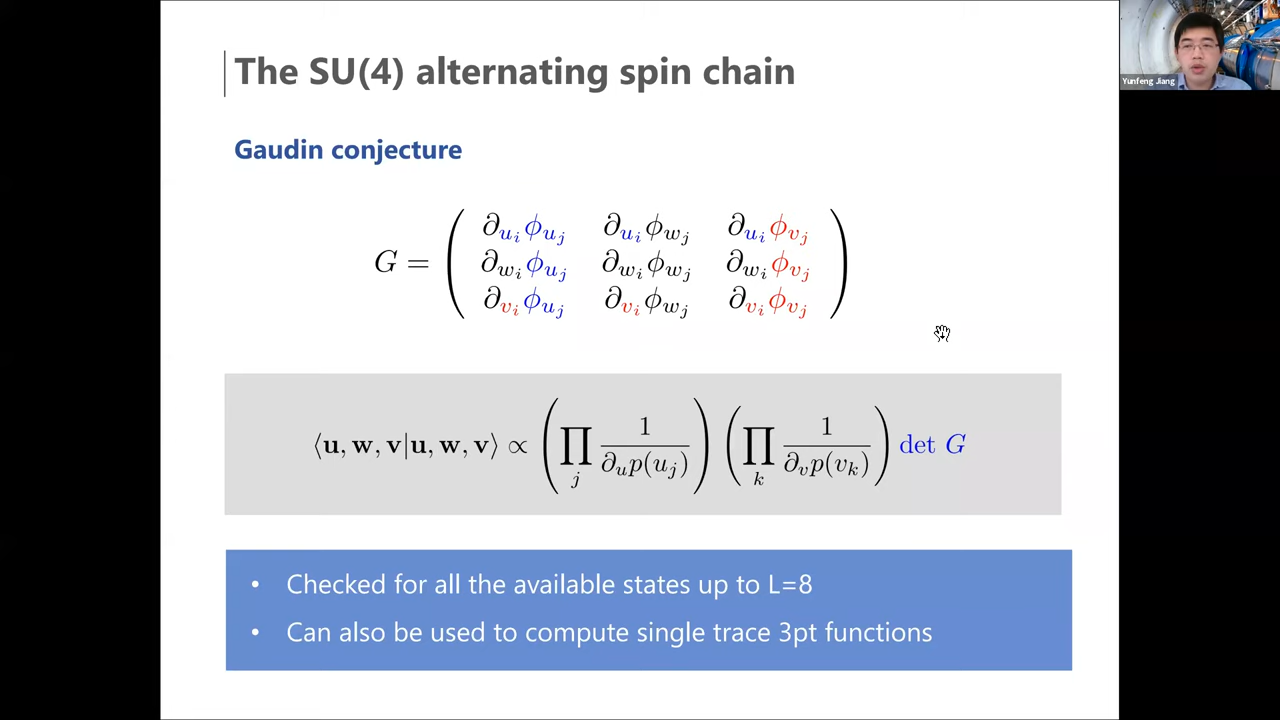 The SU(4) alternating spin chain
Yunfeng Jiang
Gaudin conjecture
G = ( ∂_{u_i}ϕ_{u_j} ∂_{u_i}ϕ_{w_j} ∂_{u_i}ϕ_{v_j}
∂_{w_i}ϕ_{u_j} ∂_{w_i}ϕ_{w_j} ∂_{w_i}ϕ_{v_j}
∂_{v_i}ϕ_{u_j} ∂_{v_i}ϕ_{w_j} ∂_{v_i}ϕ_{v_j} )
⟨u, w, v|u, w, v⟩ ∝ (∏_j 1/∂_u p(u_j)) (∏_k 1/∂_v p(v_k)) det G
• Checked for all the available states up to L=8
• Can also be used to compute single trace 3pt functions